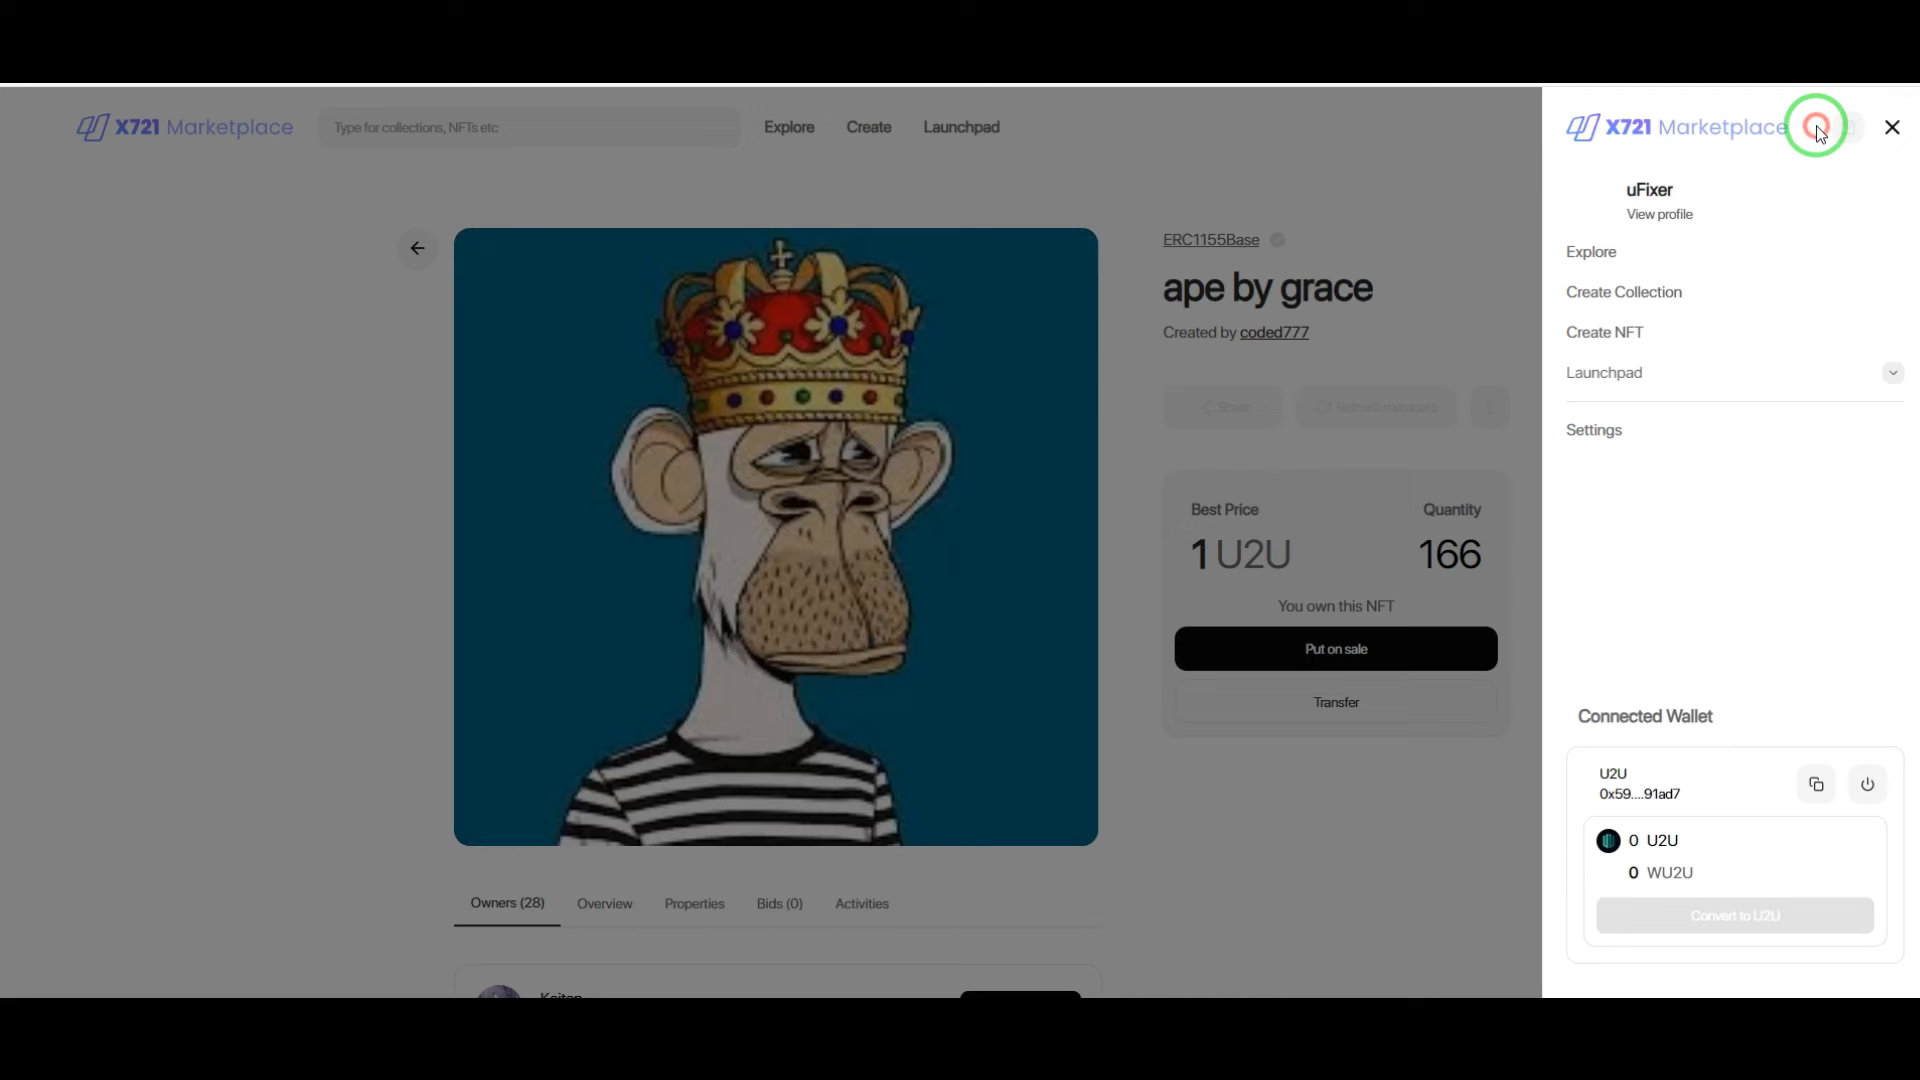 X721 Marketplace
Type for collections, NFTs etc
Explore
Create
Launchpad
ERC1155Base
ape by grace
Created by coded777
Share
Refresh metadata
Best Price
Quantity
1 U2U
166
You own this NFT
Put on sale
Transfer
Owners (28)
Overview
Properties
Bids (0)
Activities
X721 Marketplace
uFixer
View profile
Explore
Create Collection
Create NFT
Launchpad
Settings
Connected Wallet
U2U
0x59....91ad7
0 U2U
0 WU2U
Convert to U2U